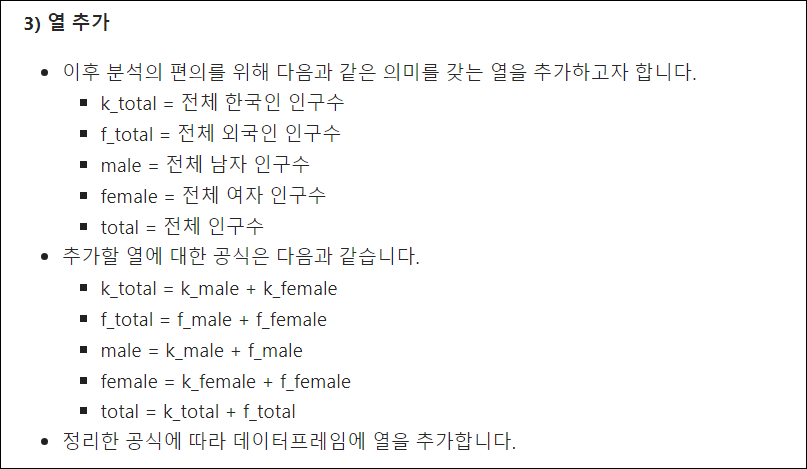 3) 열 추가
• 이후 분석의 편의를 위해 다음과 같은 의미를 갖는 열을 추가하고자 합니다.
▪ k_total = 전체 한국인 인구수
▪ f_total = 전체 외국인 인구수
▪ male = 전체 남자 인구수
▪ female = 전체 여자 인구수
▪ total = 전체 인구수
• 추가할 열에 대한 공식은 다음과 같습니다.
▪ k_total = k_male + k_female
▪ f_total = f_male + f_female
▪ male = k_male + f_male
▪ female = k_female + f_female
▪ total = k_total + f_total
• 정리한 공식에 따라 데이터프레임에 열을 추가합니다.